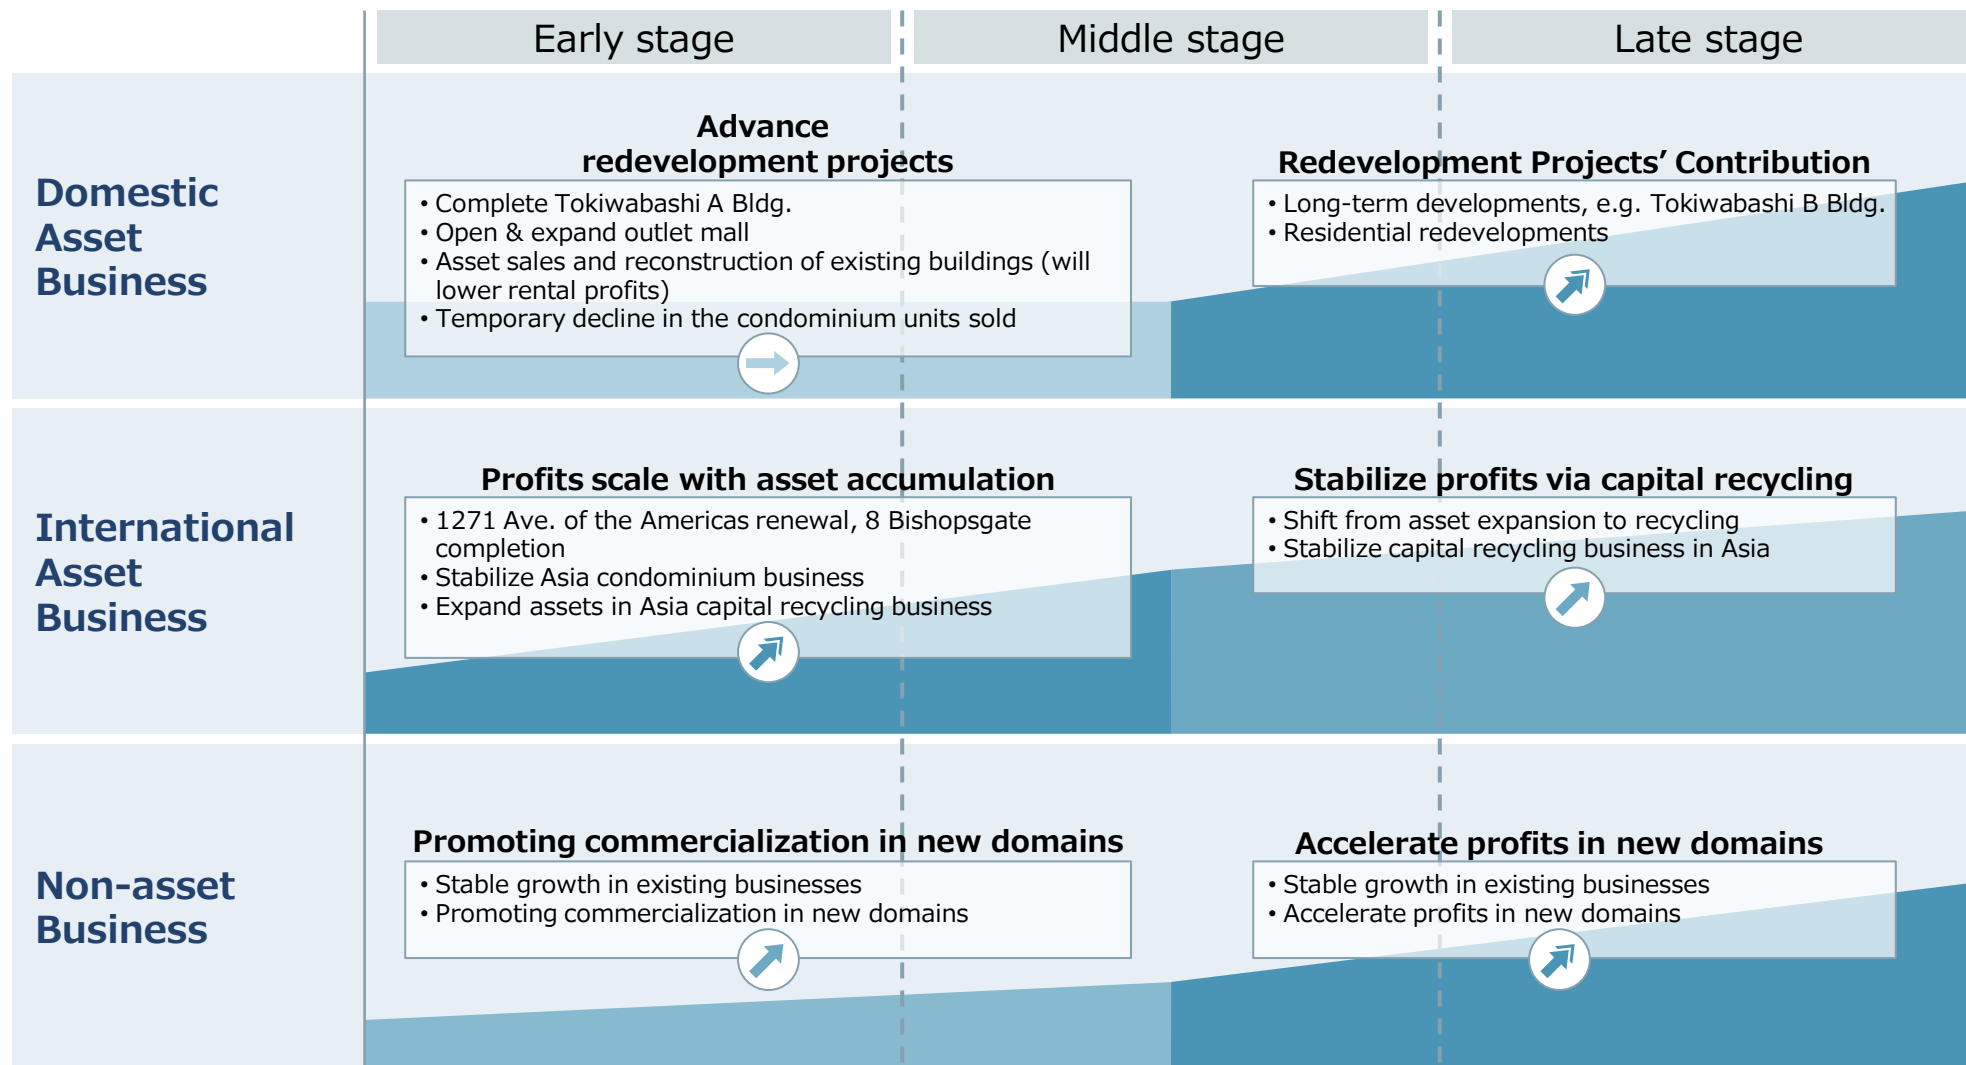 Early stage
Middle stage
Late stage
Domestic
Asset
Business
Advance
redevelopment projects
• Complete Tokiwabashi A Bldg.
• Open & expand outlet mall
• Asset sales and reconstruction of existing buildings (will
lower rental profits)
• Temporary decline in the condominium units sold
Redevelopment Projects’ Contribution
• Long-term developments, e.g. Tokiwabashi B Bldg.
• Residential redevelopments
International
Asset
Business
Profits scale with asset accumulation
• 1271 Ave. of the Americas renewal, 8 Bishopsgate
completion
• Stabilize Asia condominium business
• Expand assets in Asia capital recycling business
Stabilize profits via capital recycling
• Shift from asset expansion to recycling
• Stabilize capital recycling business in Asia
Non-asset
Business
Promoting commercialization in new domains
• Stable growth in existing businesses
• Promoting commercialization in new domains
Accelerate profits in new domains
• Stable growth in existing businesses
• Accelerate profits in new domains